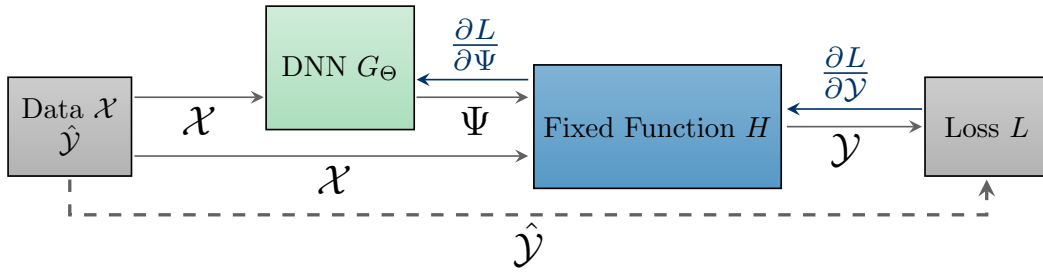 Data 𝒳
𝒴̂
𝒳
DNN G_Θ
∂L
∂Ψ
Ψ
𝒳
Fixed Function H
∂L
∂𝒴
𝒴
Loss L
𝒴̂